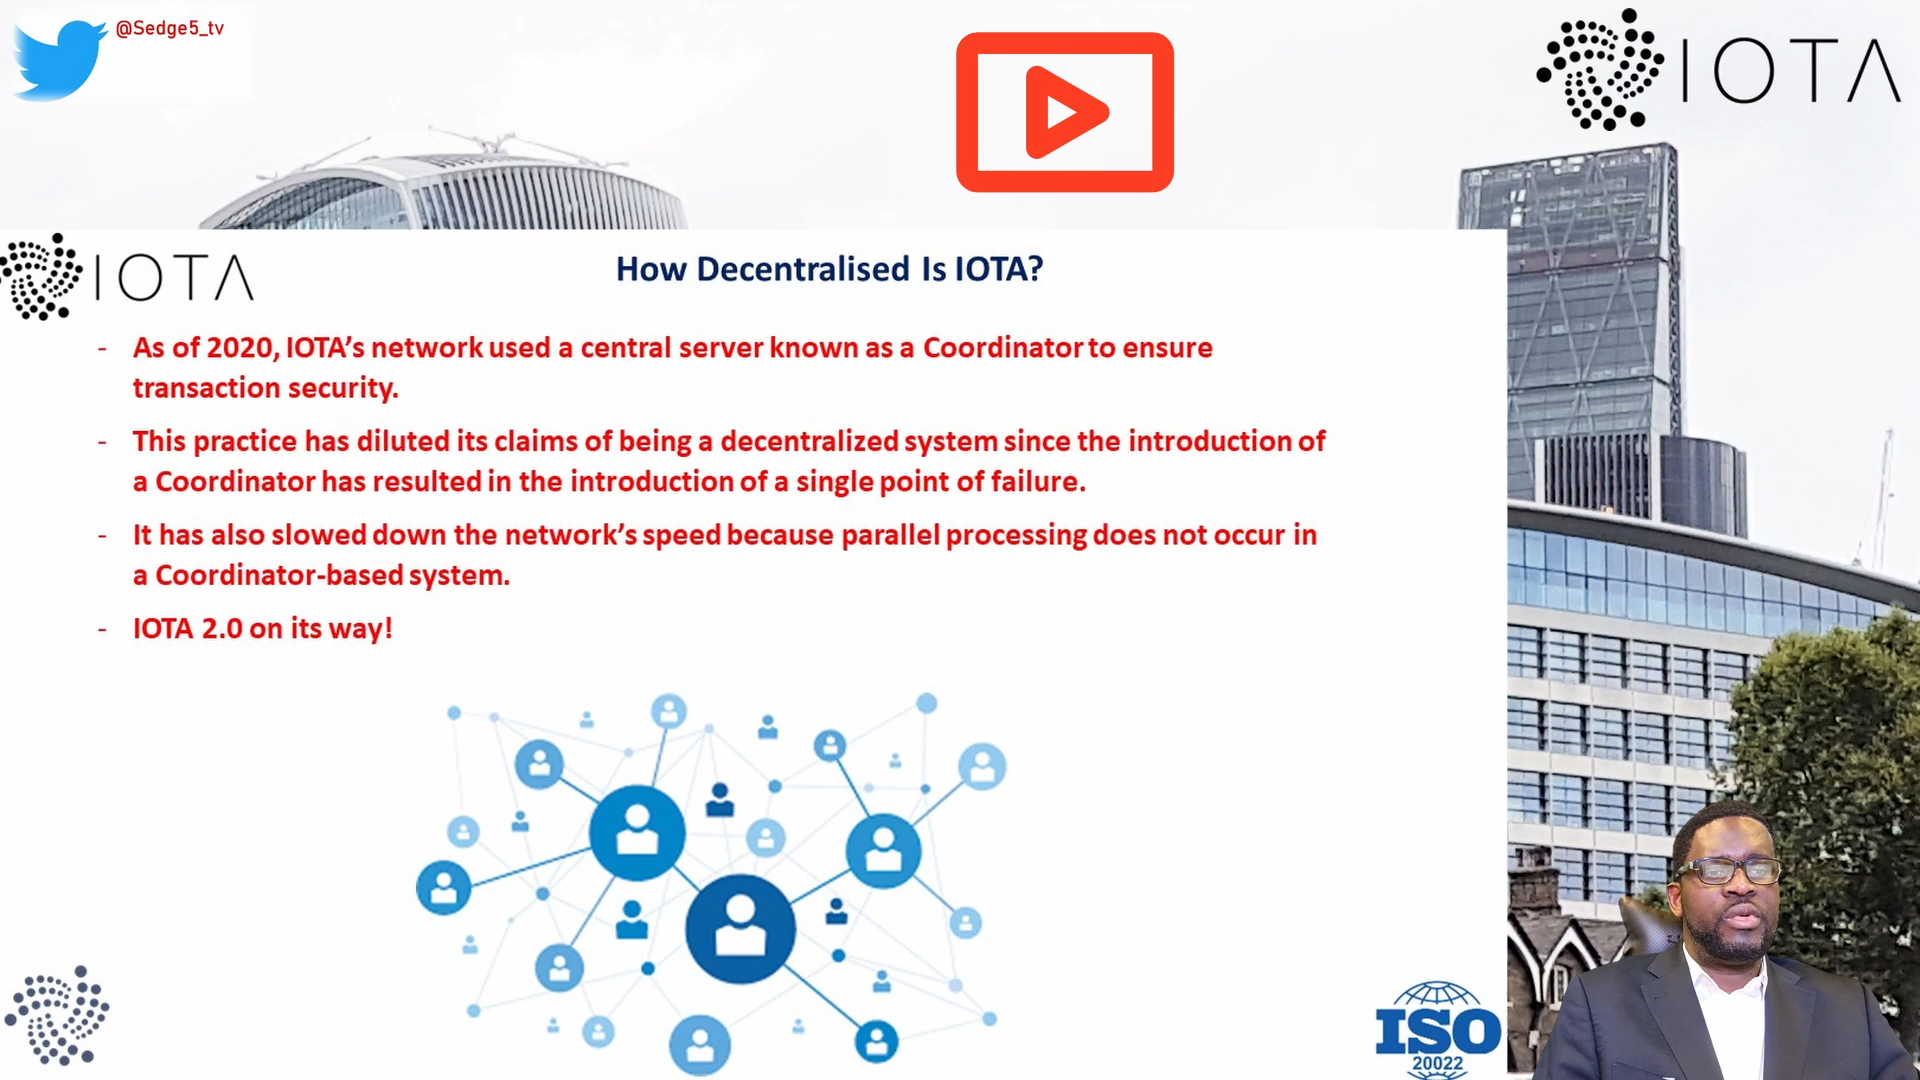 @Sedge5_tv
IOTA
IOTA
How Decentralised Is IOTA?
- As of 2020, IOTA’s network used a central server known as a Coordinator to ensure
transaction security.
- This practice has diluted its claims of being a decentralized system since the introduction of
a Coordinator has resulted in the introduction of a single point of failure.
- It has also slowed down the network’s speed because parallel processing does not occur in
a Coordinator-based system.
- IOTA 2.0 on its way!
ISO
20022